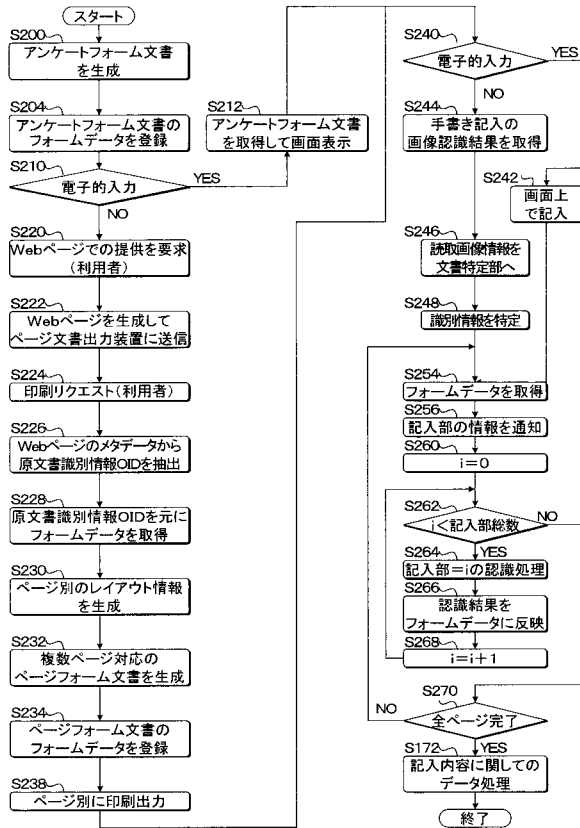 スタート
S200
アンケートフォーム文書
を生成
S204
アンケートフォーム文書の
フォームデータを登録
S210
電子的入力
YES
NO
S212
アンケートフォーム文書
を取得して画面表示
S220
Webページでの提供を要求
(利用者)
S222
Webページを生成して
ページ文書出力装置に送信
S224
印刷リクエスト(利用者)
S226
Webページのメタデータから
原文書識別情報OIDを抽出
S228
原文書識別情報OIDを元に
フォームデータを取得
S230
ページ別のレイアウト情報
を生成
S232
複数ページ対応の
ページフォーム文書を生成
S234
ページフォーム文書の
フォームデータを登録
S238
ページ別に印刷出力
S240
電子的入力
YES
NO
S244
手書き記入の
画像認識結果を取得
S242
画面上
で記入
S246
読取画像情報を
文書特定部へ
S248
識別情報を特定
S254
フォームデータを取得
S256
記入部の情報を通知
S260
i=0
S262
i<記入部総数
NO
YES
S264
記入部=iの認識処理
S266
認識結果を
フォームデータに反映
S268
i=i+1
S270
全ページ完了
NO
YES
S172
記入内容に関しての
データ処理
終了